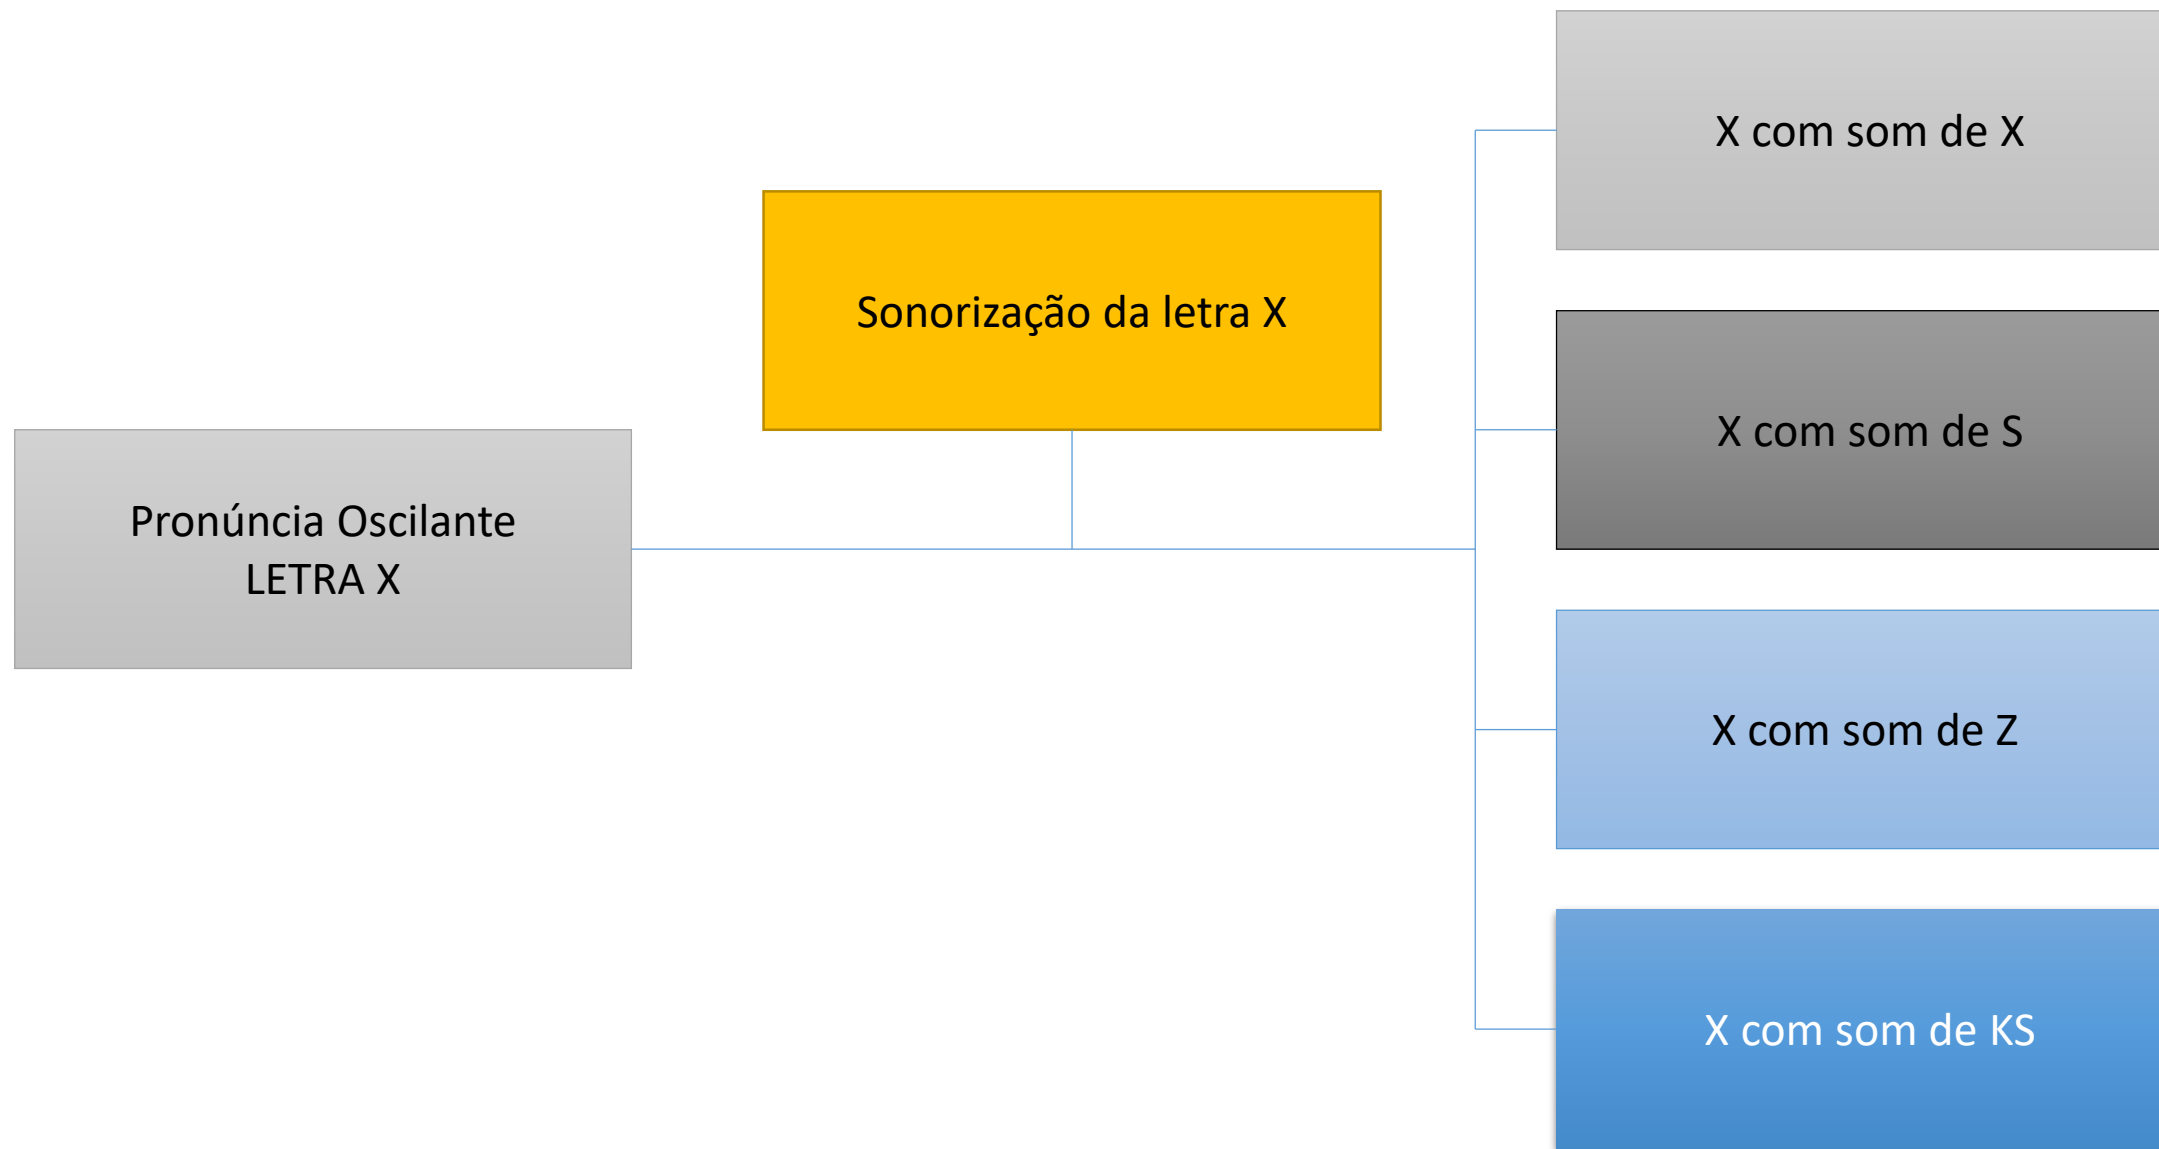 Pronúncia Oscilante
LETRA X
Sonorização da letra X
X com som de X
X com som de S
X com som de Z
X com som de KS